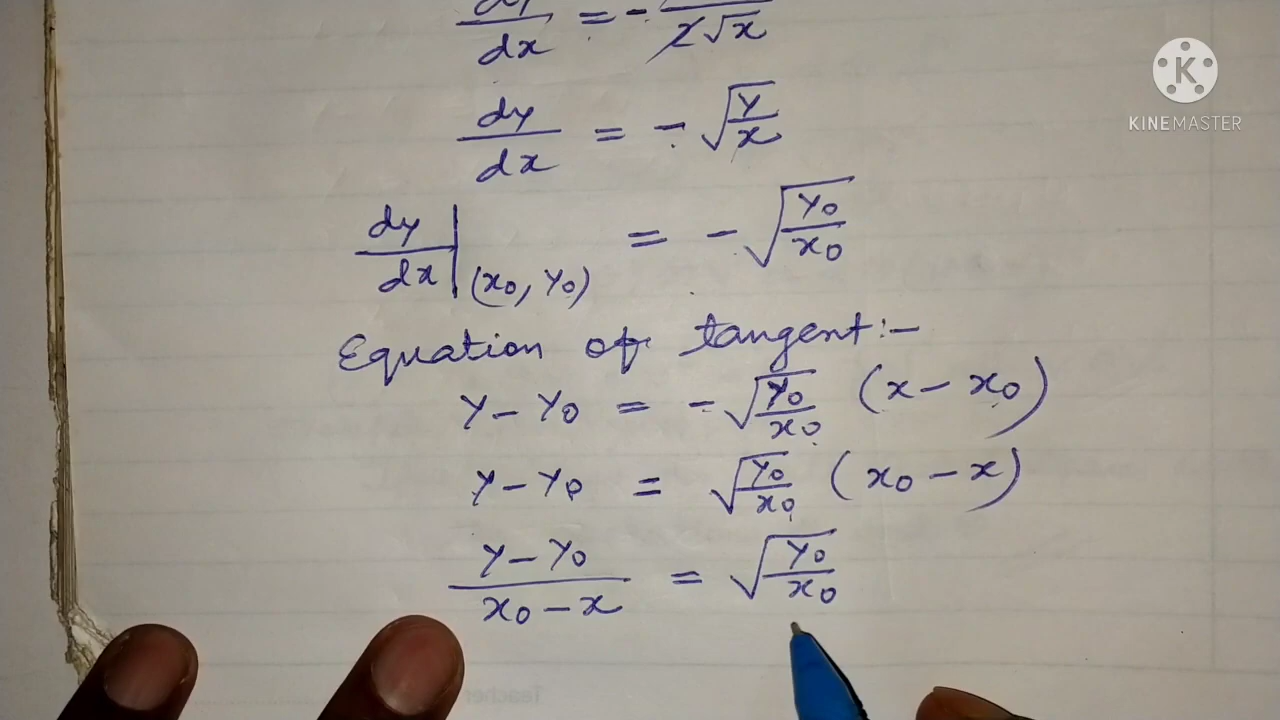 dy/dx = - /2√x
dy/dx = - √(y/x)
dy/dx |(x₀, y₀) = - √(y₀/x₀)
Equation of tangent:-
y - y₀ = - √(y₀/x₀) (x - x₀)
y - y₀ = √(y₀/x₀) (x₀ - x)
(y - y₀)/(x₀ - x) = √(y₀/x₀)
KINEMASTER